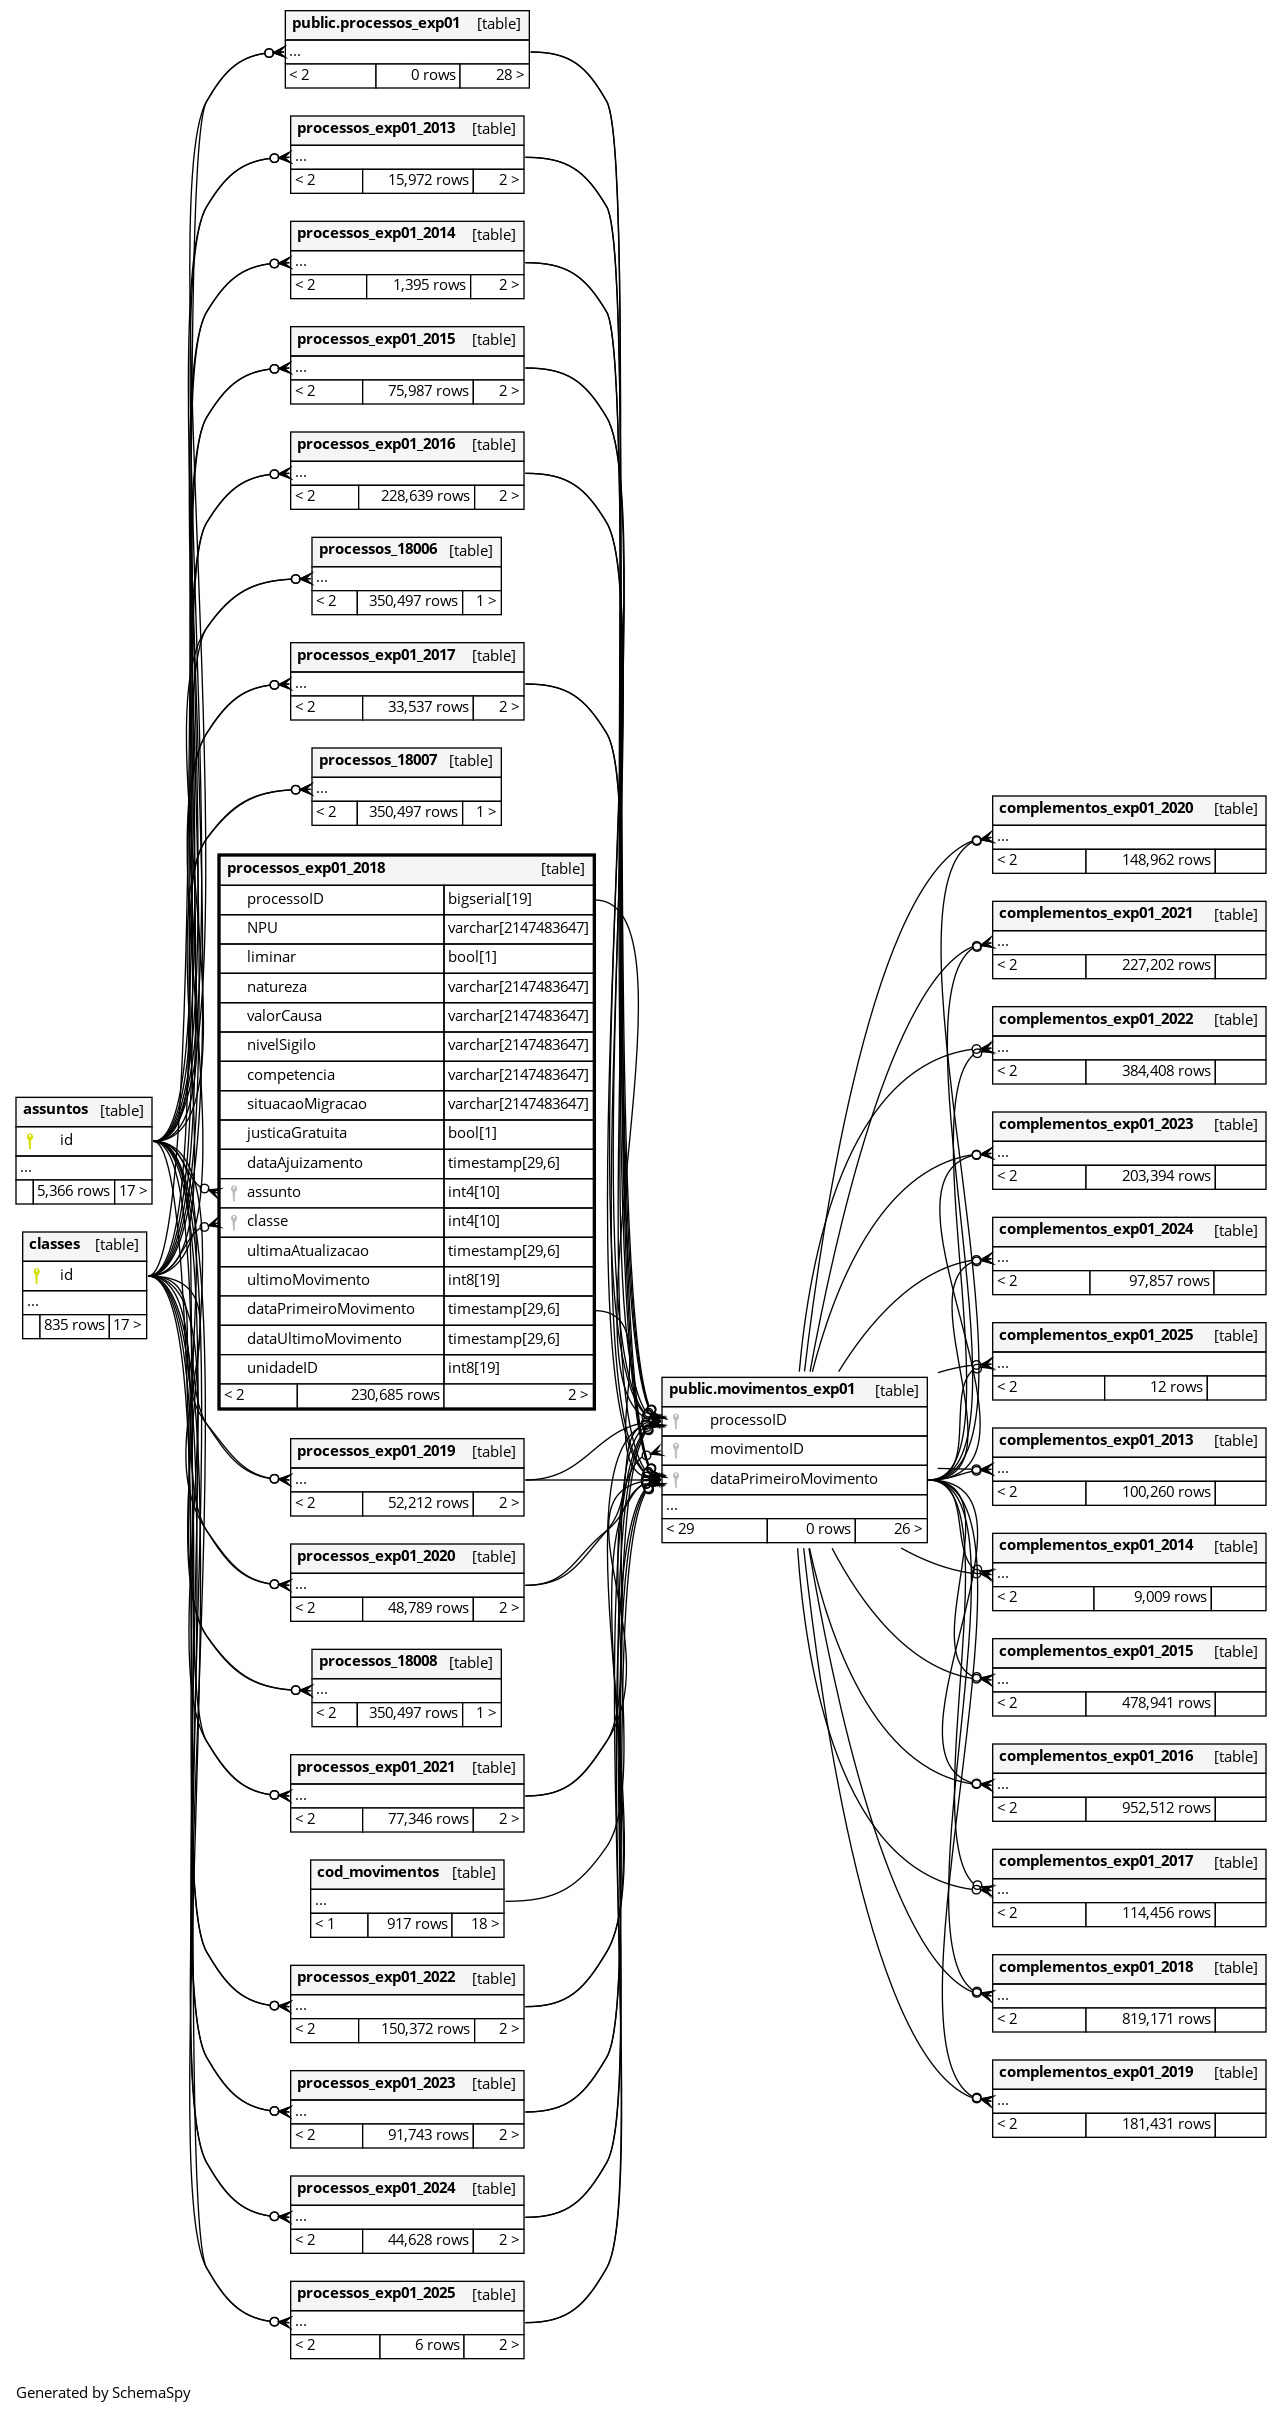 public.processos_exp01 [table]
...
< 2 0 rows 28 >
processos_exp01_2013 [table]
...
< 2 15,972 rows 2 >
processos_exp01_2014 [table]
...
< 2 1,395 rows 2 >
processos_exp01_2015 [table]
...
< 2 75,987 rows 2 >
processos_exp01_2016 [table]
...
< 2 228,639 rows 2 >
processos_18006 [table]
...
< 2 350,497 rows 1 >
processos_exp01_2017 [table]
...
< 2 33,537 rows 2 >
processos_18007 [table]
...
< 2 350,497 rows 1 >
processos_exp01_2018 [table]
processoID bigserial[19]
NPU varchar[2147483647]
liminar bool[1]
natureza varchar[2147483647]
valorCausa varchar[2147483647]
nivelSigilo varchar[2147483647]
competencia varchar[2147483647]
situacaoMigracao varchar[2147483647]
justicaGratuita bool[1]
dataAjuizamento timestamp[29,6]
assunto int4[10]
classe int4[10]
ultimaAtualizacao timestamp[29,6]
ultimoMovimento int8[19]
dataPrimeiroMovimento timestamp[29,6]
dataUltimoMovimento timestamp[29,6]
unidadeID int8[19]
< 2 230,685 rows 2 >
assuntos [table]
id
...
5,366 rows 17 >
classes [table]
id
...
835 rows 17 >
processos_exp01_2019 [table]
...
< 2 52,212 rows 2 >
processos_exp01_2020 [table]
...
< 2 48,789 rows 2 >
processos_18008 [table]
...
< 2 350,497 rows 1 >
processos_exp01_2021 [table]
...
< 2 77,346 rows 2 >
cod_movimentos [table]
...
< 1 917 rows 18 >
processos_exp01_2022 [table]
...
< 2 150,372 rows 2 >
processos_exp01_2023 [table]
...
< 2 91,743 rows 2 >
processos_exp01_2024 [table]
...
< 2 44,628 rows 2 >
processos_exp01_2025 [table]
...
< 2 6 rows 2 >
public.movimentos_exp01 [table]
processoID
movimentoID
dataPrimeiroMovimento
...
< 29 0 rows 26 >
complementos_exp01_2020 [table]
...
< 2 148,962 rows
complementos_exp01_2021 [table]
...
< 2 227,202 rows
complementos_exp01_2022 [table]
...
< 2 384,408 rows
complementos_exp01_2023 [table]
...
< 2 203,394 rows
complementos_exp01_2024 [table]
...
< 2 97,857 rows
complementos_exp01_2025 [table]
...
< 2 12 rows
complementos_exp01_2013 [table]
...
< 2 100,260 rows
complementos_exp01_2014 [table]
...
< 2 9,009 rows
complementos_exp01_2015 [table]
...
< 2 478,941 rows
complementos_exp01_2016 [table]
...
< 2 952,512 rows
complementos_exp01_2017 [table]
...
< 2 114,456 rows
complementos_exp01_2018 [table]
...
< 2 819,171 rows
complementos_exp01_2019 [table]
...
< 2 181,431 rows
Generated by SchemaSpy